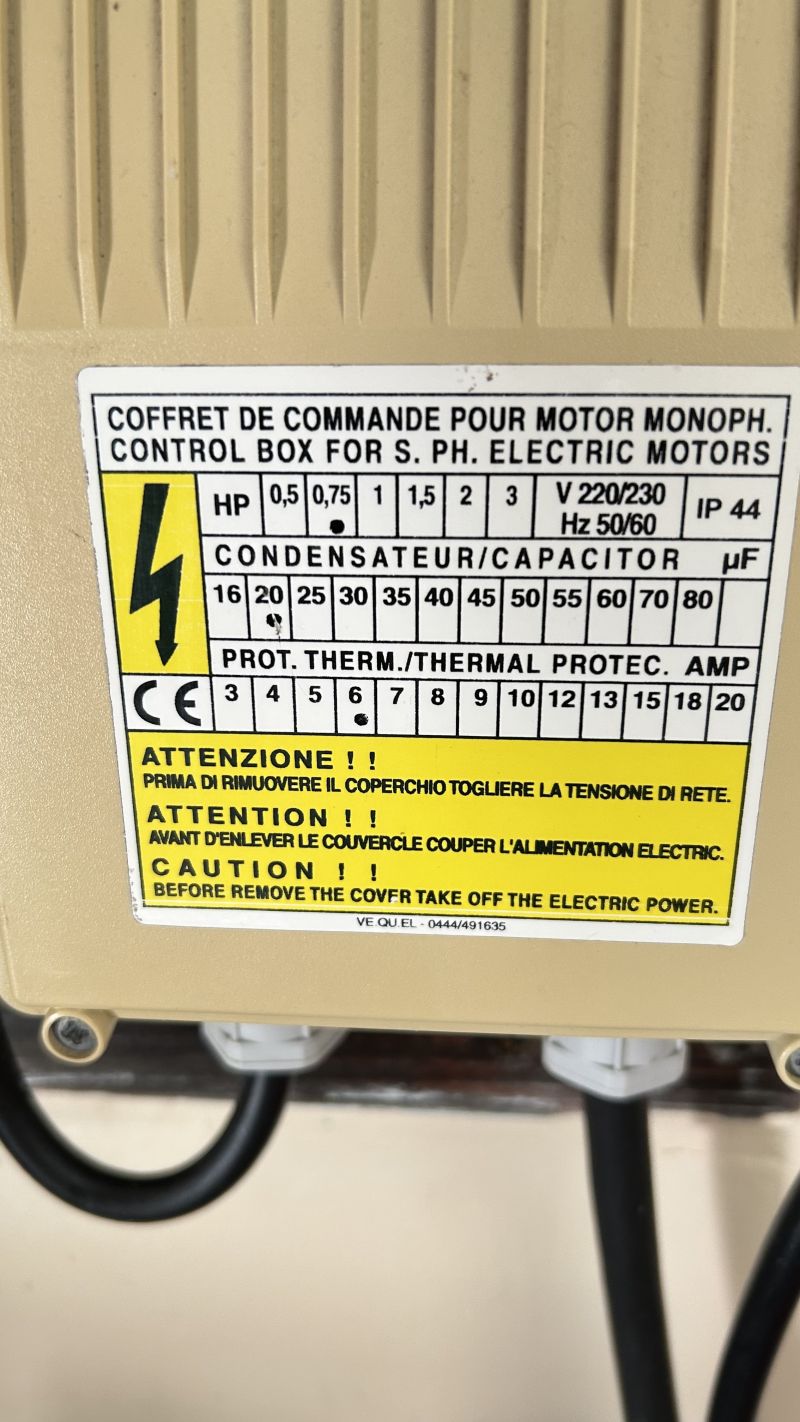 COFFRET DE COMMANDE POUR MOTOR MONOPH.
CONTROL BOX FOR S. PH. ELECTRIC MOTORS
HP 0,5 0,75 1 1,5 2 3 V 220/230 Hz 50/60 IP 44
CONDENSATEUR/CAPACITOR µF
16 20 25 30 35 40 45 50 55 60 70 80
PROT. THERM./THERMAL PROTEC. AMP
CE 3 4 5 6 7 8 9 10 12 13 15 18 20
ATTENZIONE ! !
PRIMA DI RIMUOVERE IL COPERCHIO TOGLIERE LA TENSIONE DI RETE.
ATTENTION ! !
AVANT D'ENLEVER LE COUVERCLE COUPER L'ALIMENTATION ELECTRIC.
CAUTION ! !
BEFORE REMOVE THE COVER TAKE OFF THE ELECTRIC POWER.
VE.QU.EL - 0444/491635